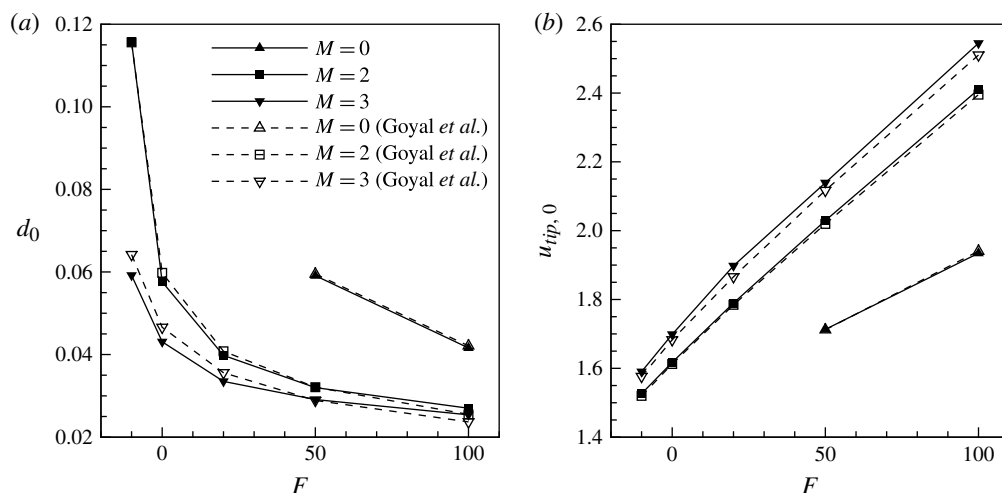 (a)
0.12
0.10
0.08
d0
0.06
0.04
0.02
0
50
100
F
M = 0
M = 2
M = 3
M = 0 (Goyal et al.)
M = 2 (Goyal et al.)
M = 3 (Goyal et al.)
(b)
2.6
2.4
2.2
u_tip, 0
2.0
1.8
1.6
1.4
0
50
100
F